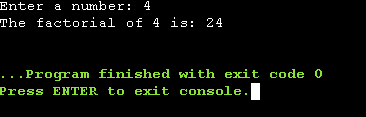 Enter a number: 4
The factorial of 4 is: 24
...Program finished with exit code 0
Press ENTER to exit console.